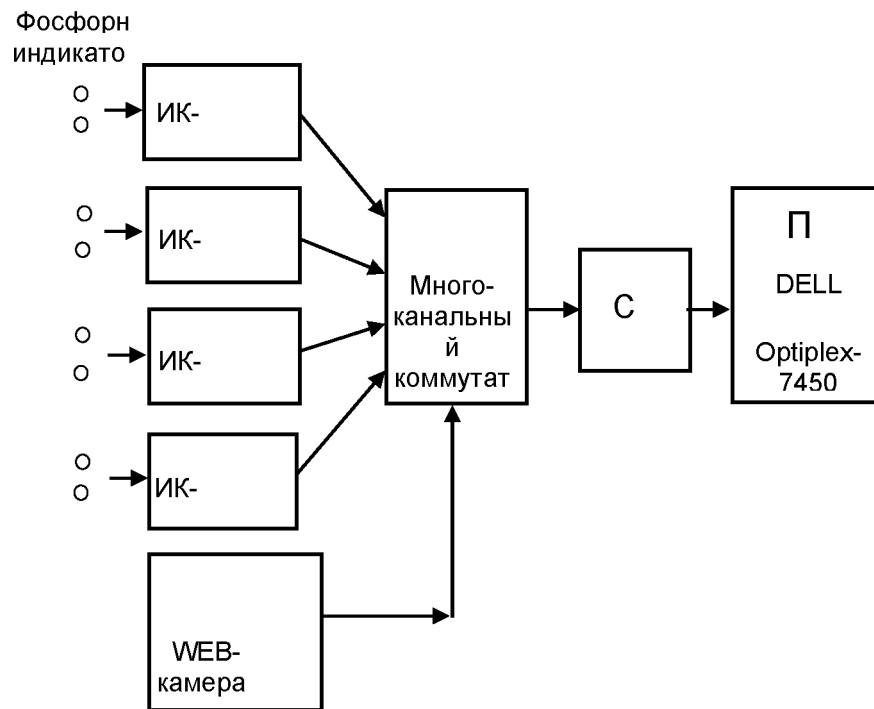 Фосфорн
индикато
ИК-
ИК-
ИК-
ИК-
Много-
канальны
й
коммутат
С
П
DELL
Optiplex-
7450
WEB-
камера